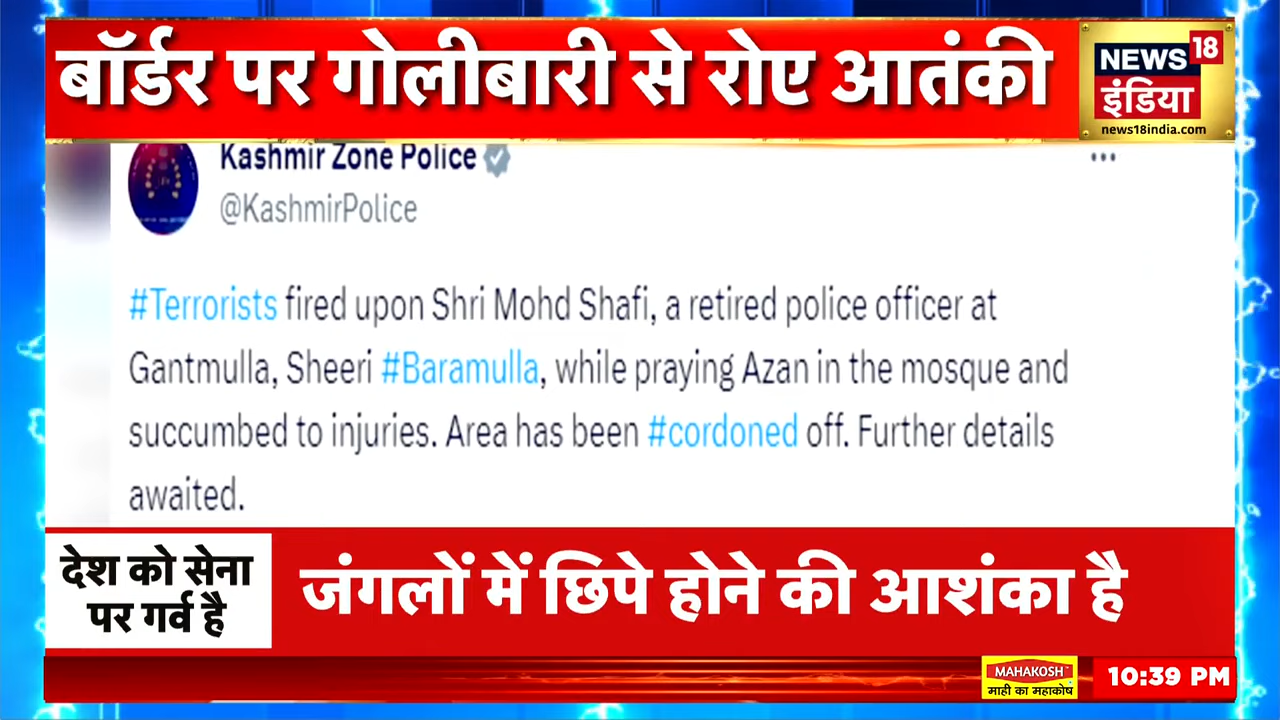 बॉर्डर पर गोलीबारी से रोए आतंकी
NEWS 18
इंडिया
news18india.com
Kashmir Zone Police
@KashmirPolice
#Terrorists fired upon Shri Mohd Shafi, a retired police officer at
Gantmulla, Sheeri #Baramulla, while praying Azan in the mosque and
succumbed to injuries. Area has been #cordoned off. Further details
awaited.
देश को सेना
पर गर्व है
जंगलों में छिपे होने की आशंका है
MAHAKOSH
माही का महाकोष
10:39 PM